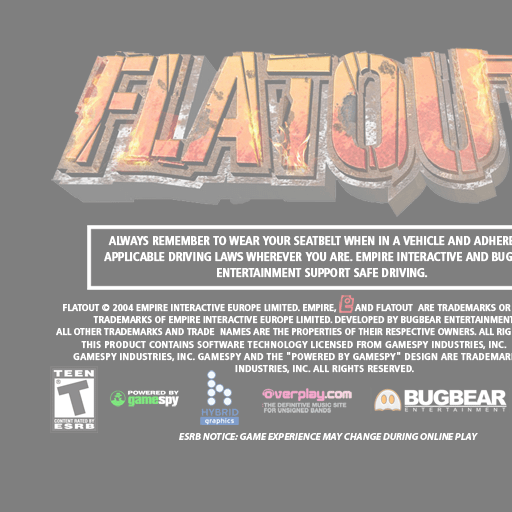 FLATOU
ALWAYS REMEMBER TO WEAR YOUR SEATBELT WHEN IN A VEHICLE AND ADHERE
APPLICABLE DRIVING LAWS WHEREVER YOU ARE. EMPIRE INTERACTIVE AND BUG
ENTERTAINMENT SUPPORT SAFE DRIVING.
FLATOUT © 2004 EMPIRE INTERACTIVE EUROPE LIMITED. EMPIRE, e AND FLATOUT ARE TRADEMARKS OR
TRADEMARKS OF EMPIRE INTERACTIVE EUROPE LIMITED. DEVELOPED BY BUGBEAR ENTERTAINMENT
ALL OTHER TRADEMARKS AND TRADE NAMES ARE THE PROPERTIES OF THEIR RESPECTIVE OWNERS. ALL RIG
THIS PRODUCT CONTAINS SOFTWARE TECHNOLOGY LICENSED FROM GAMESPY INDUSTRIES, INC.
GAMESPY INDUSTRIES, INC. GAMESPY AND THE "POWERED BY GAMESPY" DESIGN ARE TRADEMAR
INDUSTRIES, INC. ALL RIGHTS RESERVED.
TEEN
T
CONTENT RATED BY
ESRB
POWERED BY
gamespy
HYBRID
graphics
overplay.com
THE DEFINITIVE MUSIC SITE
FOR UNSIGNED BANDS
BUGBEAR
ENTERTAINMENT
ESRB NOTICE: GAME EXPERIENCE MAY CHANGE DURING ONLINE PLAY